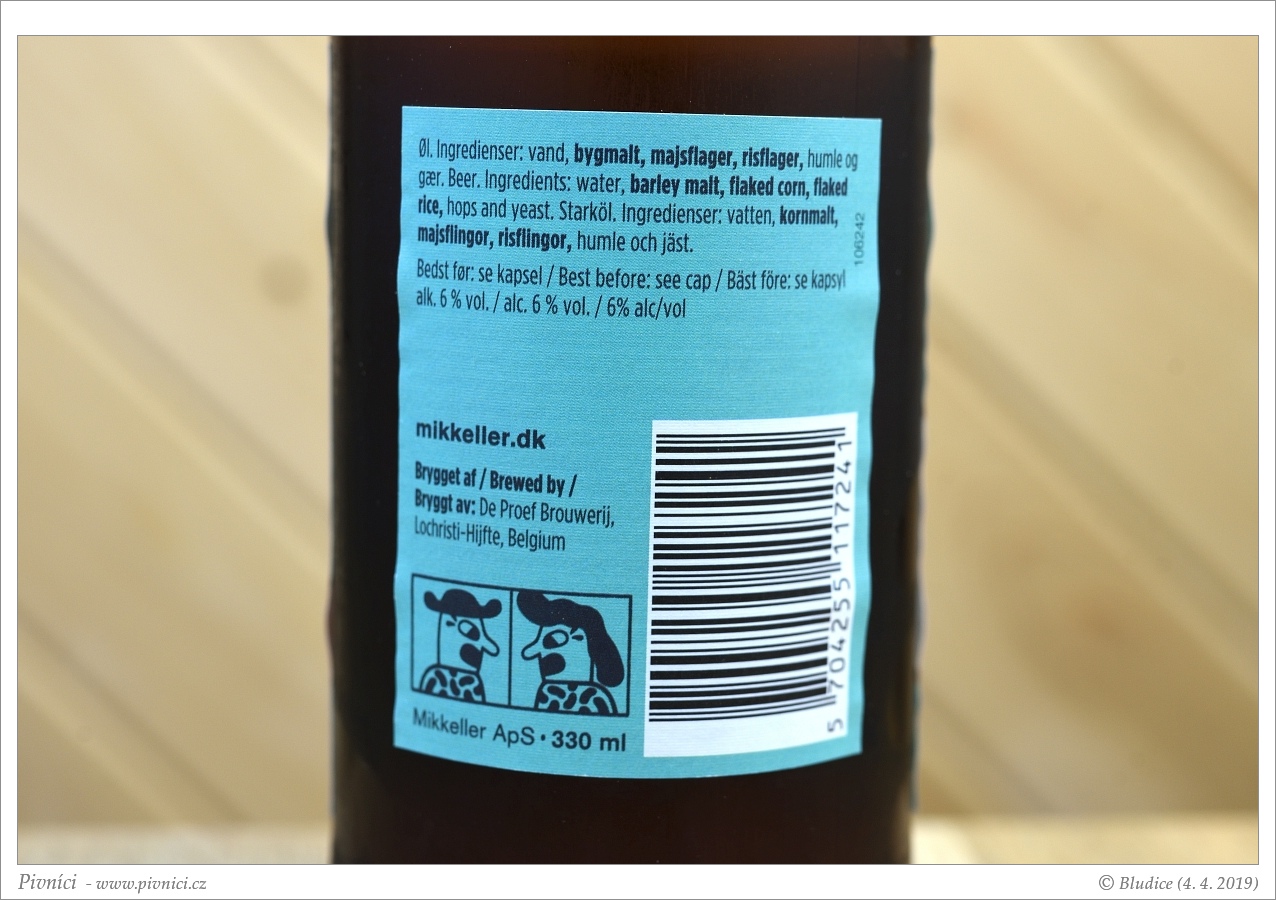 Øl. Ingredienser: vand, bygmalt, majsflager, risflager, humle og
gær. Beer. Ingredients: water, barley malt, flaked corn, flaked
rice, hops and yeast. Starköl. Ingredienser: vatten, kornmalt,
majsflingor, risflingor, humle och jäst.
106242
Bedst før: se kapsel / Best before: see cap / Bäst före: se kapsyl
alk. 6 % vol. / alc. 6 % vol. / 6% alc/vol
mikkeller.dk
Brygget af / Brewed by /
Bryggt av: De Proef Brouwerij,
Lochristi-Hijfte, Belgium
Mikkeller ApS • 330 ml
5 704255 117241
Pivníci - www.pivnici.cz
© Bludice (4. 4. 2019)